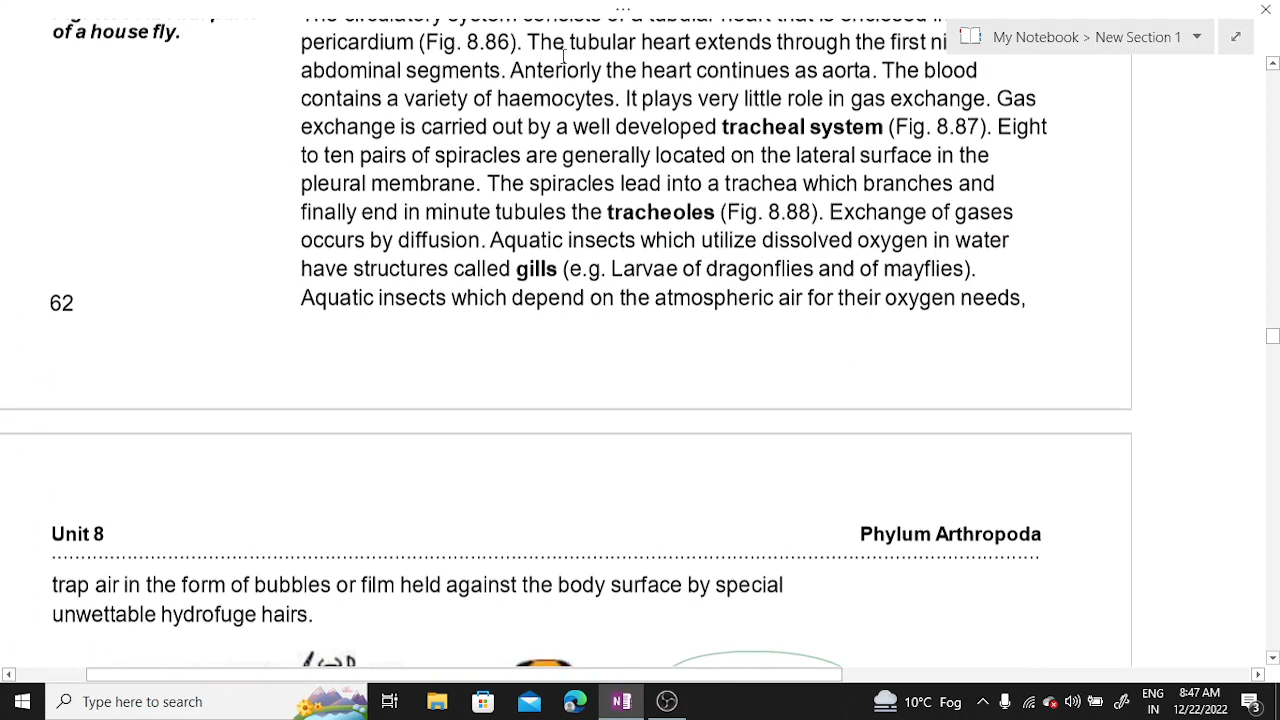 ...
of a house fly.
pericardium (Fig. 8.86). The tubular heart extends through the first
My Notebook > New Section 1
abdominal segments. Anteriorly the heart continues as aorta. The blood
contains a variety of haemocytes. It plays very little role in gas exchange. Gas
exchange is carried out by a well developed tracheal system (Fig. 8.87). Eight
to ten pairs of spiracles are generally located on the lateral surface in the
pleural membrane. The spiracles lead into a trachea which branches and
finally end in minute tubules the tracheoles (Fig. 8.88). Exchange of gases
occurs by diffusion. Aquatic insects which utilize dissolved oxygen in water
have structures called gills (e.g. Larvae of dragonflies and of mayflies).
62
Aquatic insects which depend on the atmospheric air for their oxygen needs,
Unit 8
Phylum Arthropoda
trap air in the form of bubbles or film held against the body surface by special
unwettable hydrofuge hairs.
Type here to search
10°C Fog
ENG
IN
8:47 AM
12/22/2022
3